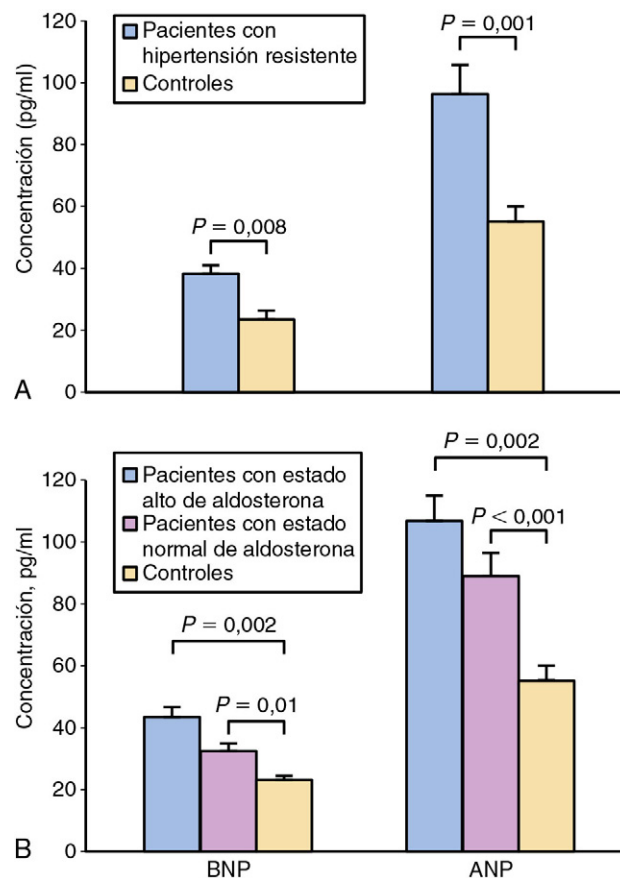 120
100
80
60
40
20
0
Concentración (pg/ml)
Pacientes con
hipertensión resistente
Controles
P = 0,008
P = 0,001
A
120
100
80
60
40
20
0
Concentración, pg/ml
Pacientes con estado
alto de aldosterona
Pacientes con estado
normal de aldosterona
Controles
P = 0,002
P = 0,01
P = 0,002
P < 0,001
B
BNP
ANP